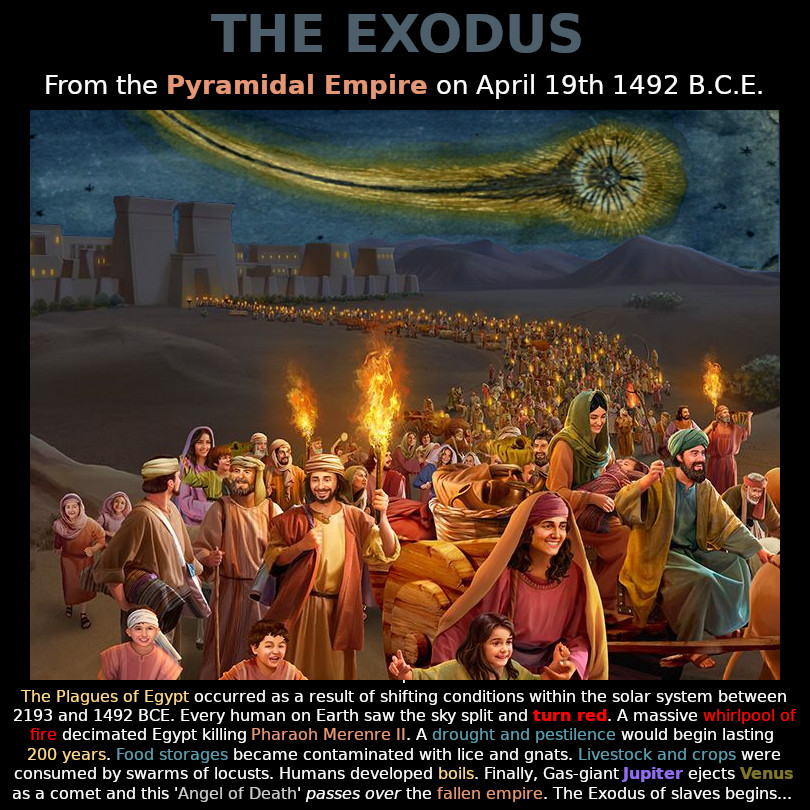 THE EXODUS
From the Pyramidal Empire on April 19th 1492 B.C.E.
The Plagues of Egypt occurred as a result of shifting conditions within the solar system between
2193 and 1492 BCE. Every human on Earth saw the sky split and turn red. A massive whirlpool of
fire decimated Egypt killing Pharaoh Merenre II. A drought and pestilence would begin lasting
200 years. Food storages became contaminated with lice and gnats. Livestock and crops were
consumed by swarms of locusts. Humans developed boils. Finally, Gas-giant Jupiter ejects Venus
as a comet and this 'Angel of Death' passes over the fallen empire. The Exodus of slaves begins...